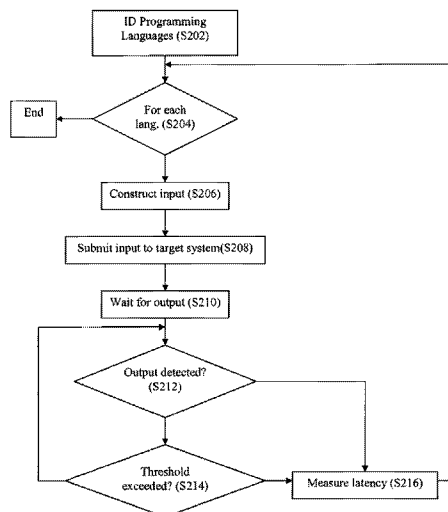 ID Programming
Languages (S202)
End
For each
lang. (S204)
Construct input (S206)
Submit input to target system(S208)
Wait for output (S210)
Output detected?
(S212)
Threshold
exceeded? (S214)
Measure latency (S216)